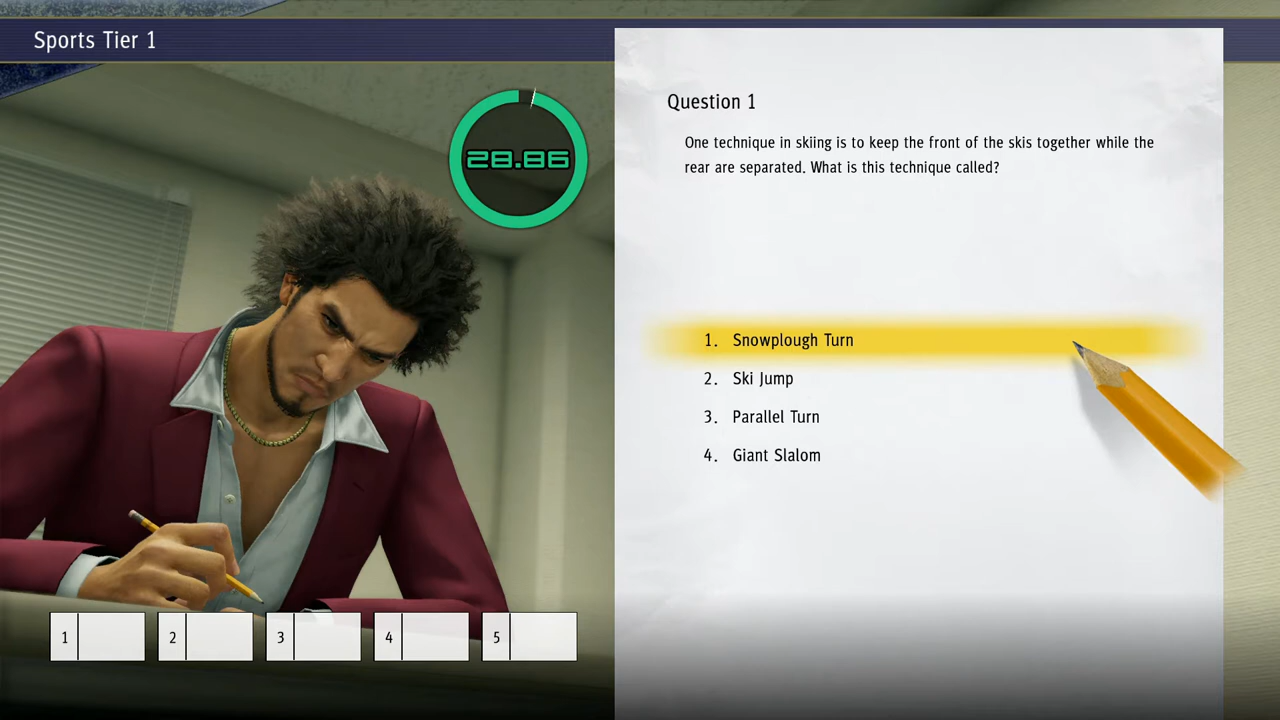 Sports Tier 1
28.86
Question 1
One technique in skiing is to keep the front of the skis together while the
rear are separated. What is this technique called?
1. Snowplough Turn
2. Ski Jump
3. Parallel Turn
4. Giant Slalom
1 2 3 4 5